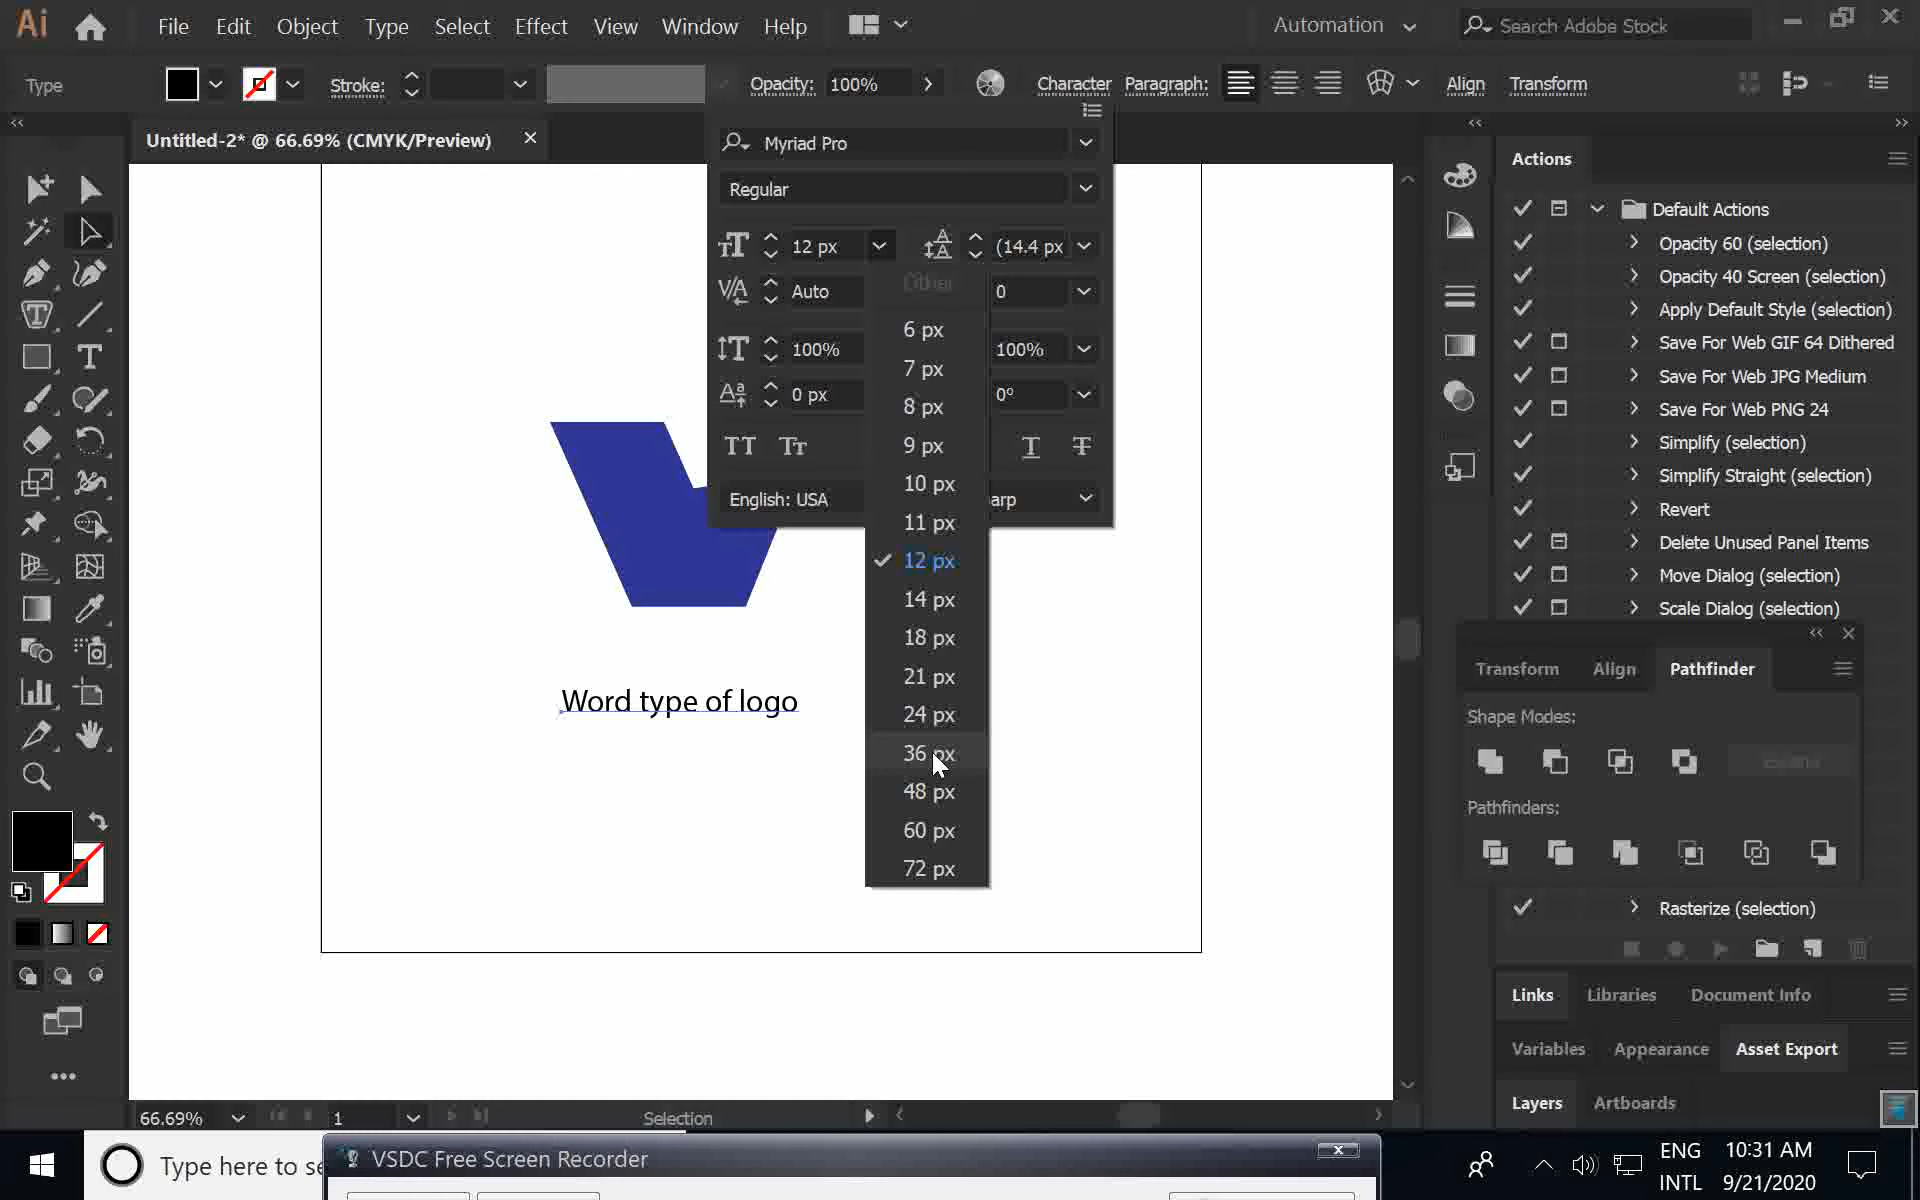 Ai File Edit Object Type Select Effect View Window Help Automation Search Adobe Stock
Type Stroke: Opacity: 100% Character Paragraph: Align Transform
Untitled-2* @ 66.69% (CMYK/Preview)
Myriad Pro
Regular
12 px (14.4 px
Auto 0
100% 100%
0 px 0°
TT Tr T T
English: USA arp
Other
6 px
7 px
8 px
9 px
10 px
11 px
12 px
14 px
18 px
21 px
24 px
36 px
48 px
60 px
72 px
Word type of logo
Actions
Default Actions
Opacity 60 (selection)
Opacity 40 Screen (selection)
Apply Default Style (selection)
Save For Web GIF 64 Dithered
Save For Web JPG Medium
Save For Web PNG 24
Simplify (selection)
Simplify Straight (selection)
Revert
Delete Unused Panel Items
Move Dialog (selection)
Scale Dialog (selection)
Transform Align Pathfinder
Shape Modes:
Expand
Pathfinders:
Rasterize (selection)
Links Libraries Document Info
Variables Appearance Asset Export
Layers Artboards
66.69% 1 Selection
Type here to se
VSDC Free Screen Recorder
ENG
INTL
10:31 AM
9/21/2020